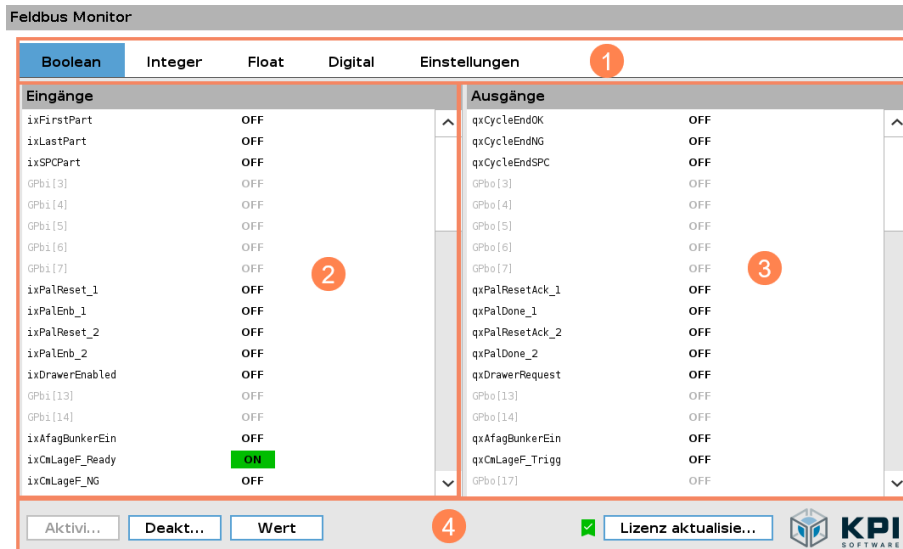 Feldbus Monitor
Boolean Integer Float Digital Einstellungen 1
Eingänge
ixFirstPart OFF
ixLastPart OFF
ixSPCPart OFF
GPbi[3] OFF
GPbi[4] OFF
GPbi[5] OFF
GPbi[6] OFF
GPbi[7] OFF
ixPalReset_1 OFF
ixPalEnb_1 OFF
ixPalReset_2 OFF
ixPalEnb_2 OFF
ixDrawerEnabled OFF
GPbi[13] OFF
GPbi[14] OFF
ixAfagBunkerEin OFF
ixCmLageF_Ready ON
ixCmLageF_NG OFF
2
Ausgänge
qxCycleEndOK OFF
qxCycleEndNG OFF
qxCycleEndSPC OFF
GPbo[3] OFF
GPbo[4] OFF
GPbo[5] OFF
GPbo[6] OFF
GPbo[7] OFF
qxPalResetAck_1 OFF
qxPalDone_1 OFF
qxPalResetAck_2 OFF
qxPalDone_2 OFF
qxDrawerRequest OFF
GPbo[13] OFF
GPbo[14] OFF
qxAfagBunkerEin OFF
qxCmLageF_Trigg OFF
GPbo[17] OFF
3
Aktivi... Deakt... Wert 4 Lizenz aktualisie... KPI
SOFTWARE